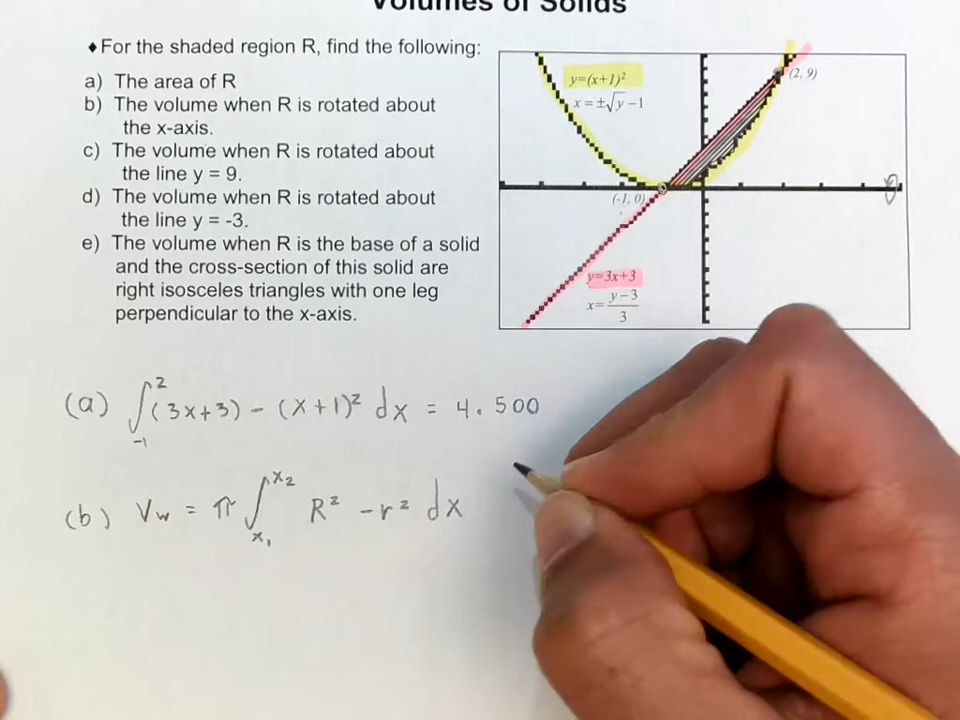 Volumes of Solids
♦For the shaded region R, find the following:
a) The area of R
b) The volume when R is rotated about
the x-axis.
c) The volume when R is rotated about
the line y = 9.
d) The volume when R is rotated about
the line y = -3.
e) The volume when R is the base of a solid
and the cross-section of this solid are
right isosceles triangles with one leg
perpendicular to the x-axis.
y=(x+1)²
x=±√y−1
(2, 9)
(-1, 0)
y=3x+3
x=(y−3)/3
(a) ∫₋₁² (3x+3) − (x+1)² dx = 4.500
(b) Vw = π ∫ₓ₁ˣ² R² − r² dx